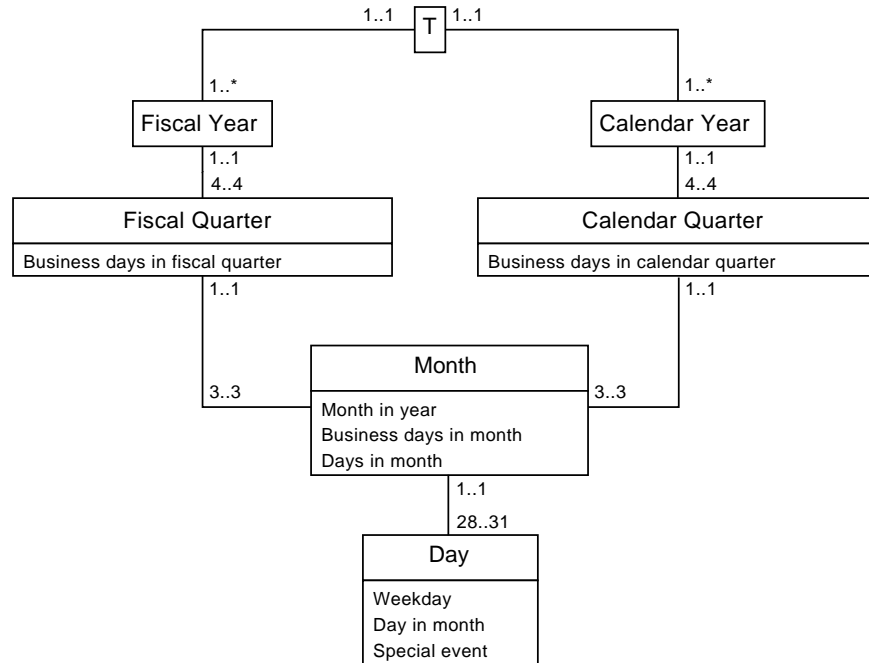 1..1 T 1..1
1..* 1..*
Fiscal Year Calendar Year
1..1 1..1
4..4 4..4
Fiscal Quarter Calendar Quarter
Business days in fiscal quarter Business days in calendar quarter
1..1 1..1
Month
3..3 3..3
Month in year
Business days in month
Days in month
1..1
28..31
Day
Weekday
Day in month
Special event